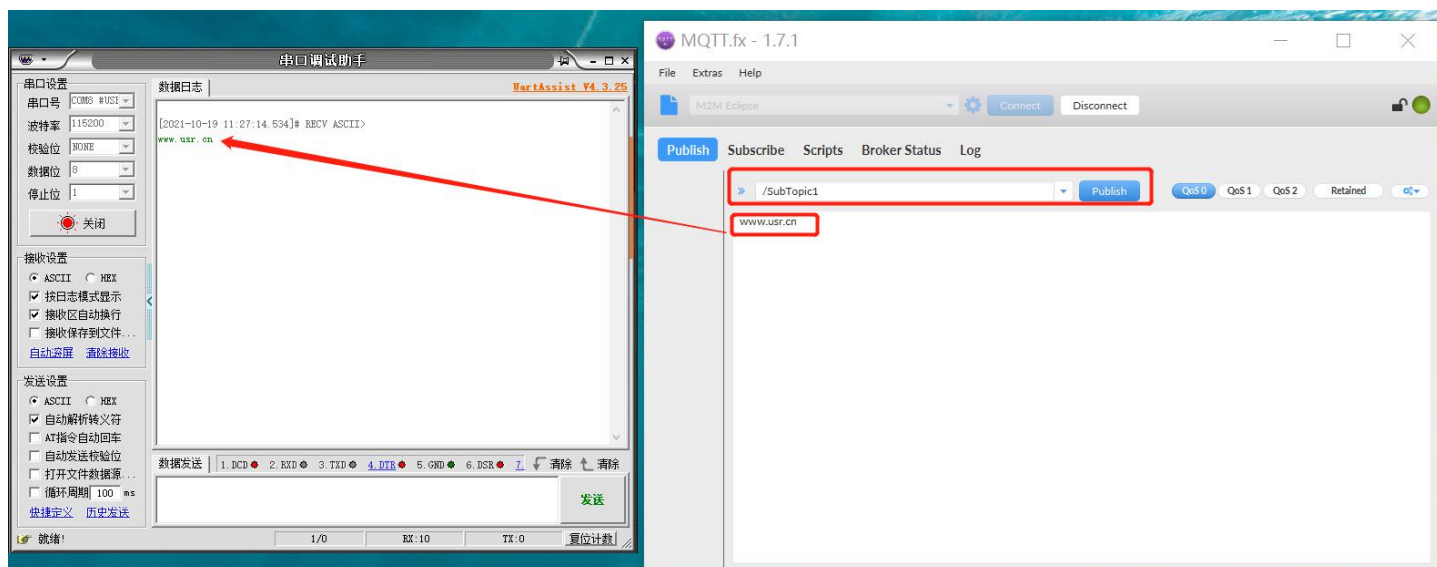 串口调试助手
串口设置
串口号 COM8 #USI
波特率 115200
校验位 NONE
数据位 8
停止位 1
关闭
接收设置
ASCII HEX
按日志模式显示
接收区自动换行
接收保存到文件...
自动滚屏 清除接收
发送设置
ASCII HEX
自动解析转义符
AT指令自动回车
自动发送校验位
打开文件数据源...
循环周期 100 ms
快捷定义 历史发送
就绪!
数据日志 UartAssist V4.3.25
[2021-10-19 11:27:14.534]# RECV ASCII>
www.usr.cn
数据发送 1.DCD 2.RXD 3.TXD 4.DTR 5.GND 6.DSR 7. 清除 清除
发送
1/0 RX:10 TX:0 复位计数
MQTT.fx - 1.7.1
File Extras Help
M2M Eclipse Connect Disconnect
Publish Subscribe Scripts Broker Status Log
/SubTopic1 Publish QoS 0 QoS 1 QoS 2 Retained
www.usr.cn